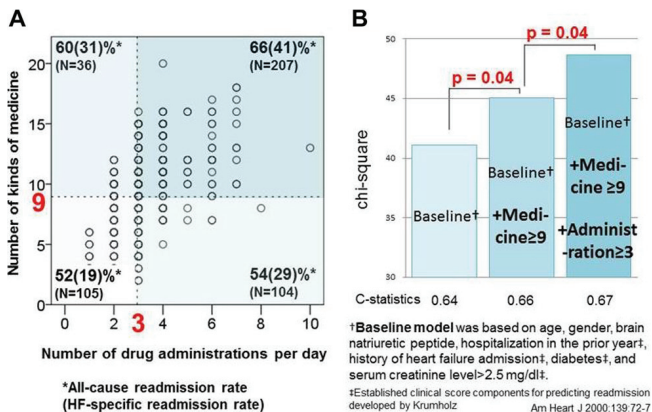 A
60(31)%*
(N=36)
66(41)%*
(N=207)
20
15
10
9
5
0
52(19)%*
(N=105)
54(29)%*
(N=104)
0 2 3 4 6 8 10
Number of kinds of medicine
Number of drug administrations per day
*All-cause readmission rate
(HF-specific readmission rate)
B
50
45
40
35
30
chi-square
p = 0.04
p = 0.04
Baseline†
Baseline†
+Medi-
cine≥9
Baseline†
+Medi-
cine ≥9
+Administ
-ration≥3
C-statistics 0.64 0.66 0.67
†Baseline model was based on age, gender, brain
natriuretic peptide, hospitalization in the prior year‡,
history of heart failure admission‡, diabetes‡, and
serum creatinine level>2.5 mg/dl‡.
‡Established clinical score components for predicting readmission
developed by Krumholz Am Heart J 2000:139:72-7